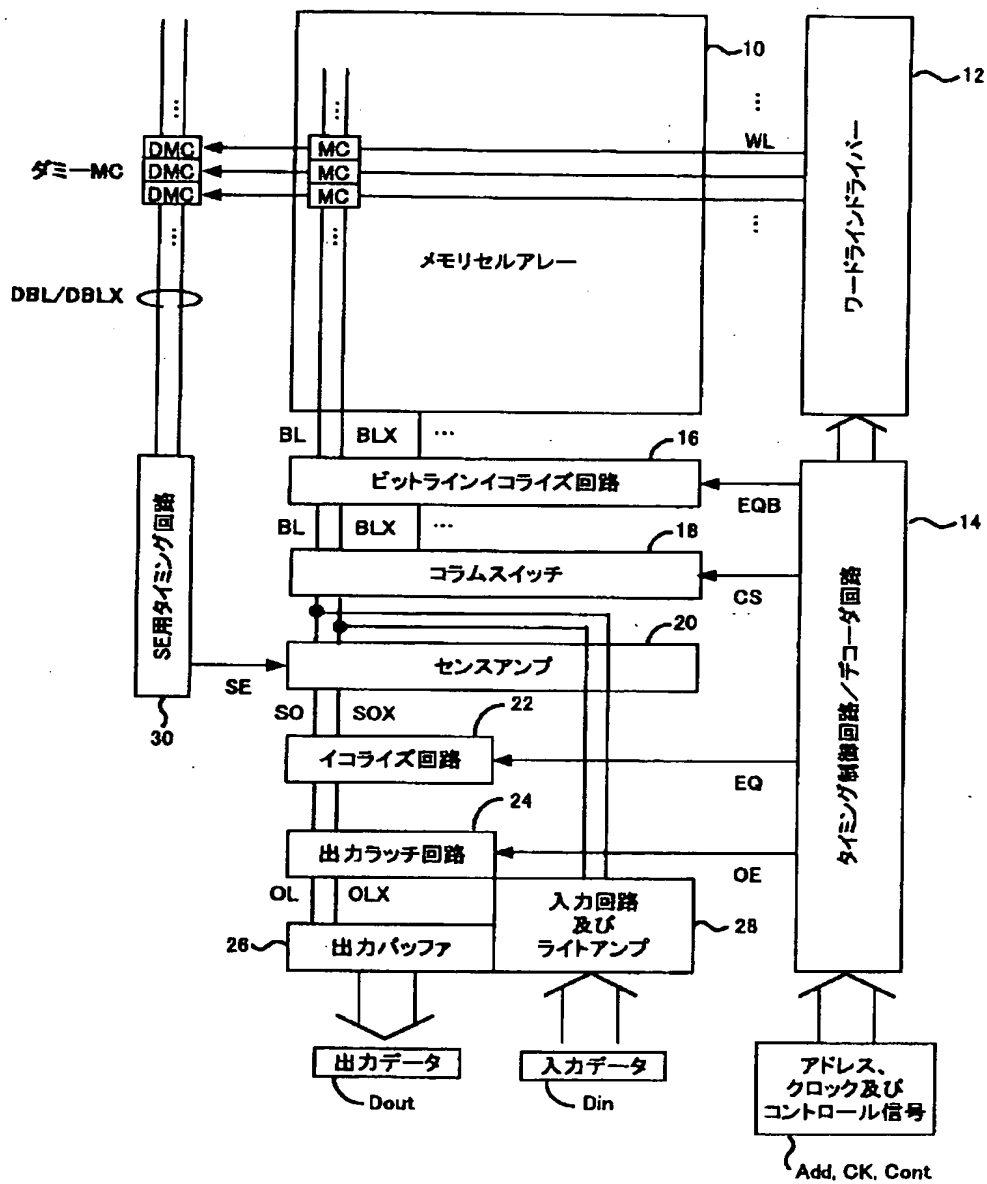 10
12
…
…
…
WL
DMC
MC
ダミーMC
DMC
MC
DMC
MC
…
…
…
メモリセルアレー
ワードラインドライバー
DBL/DBLX
BL
BLX
…
16
ビットラインイコライズ回路
EQB
14
BL
BLX
…
18
コラムスイッチ
CS
SE用タイミング回路
20
センスアンプ
SE
30
SO
SOX
22
イコライズ回路
EQ
タイミング制御回路/デコーダ回路
24
出力ラッチ回路
OE
OL
OLX
入力回路
及び
ライトアンプ
28
26
出力バッファ
出力データ
Dout
入力データ
Din
アドレス、
クロック及び
コントロール信号
Add, CK, Cont